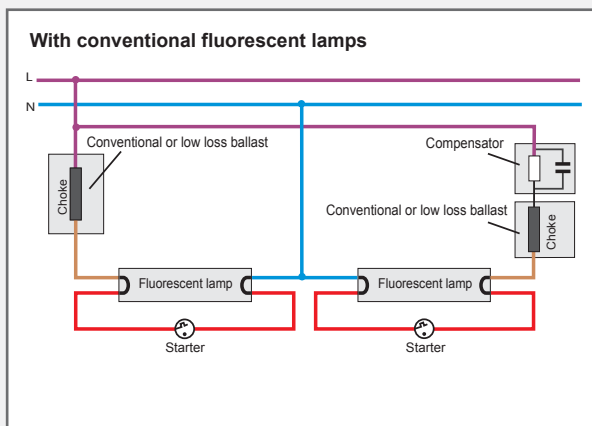 With conventional fluorescent lamps
L
N
Conventional or low loss ballast
Compensator
Choke
Conventional or low loss ballast
Choke
Fluorescent lamp
Fluorescent lamp
Starter
Starter